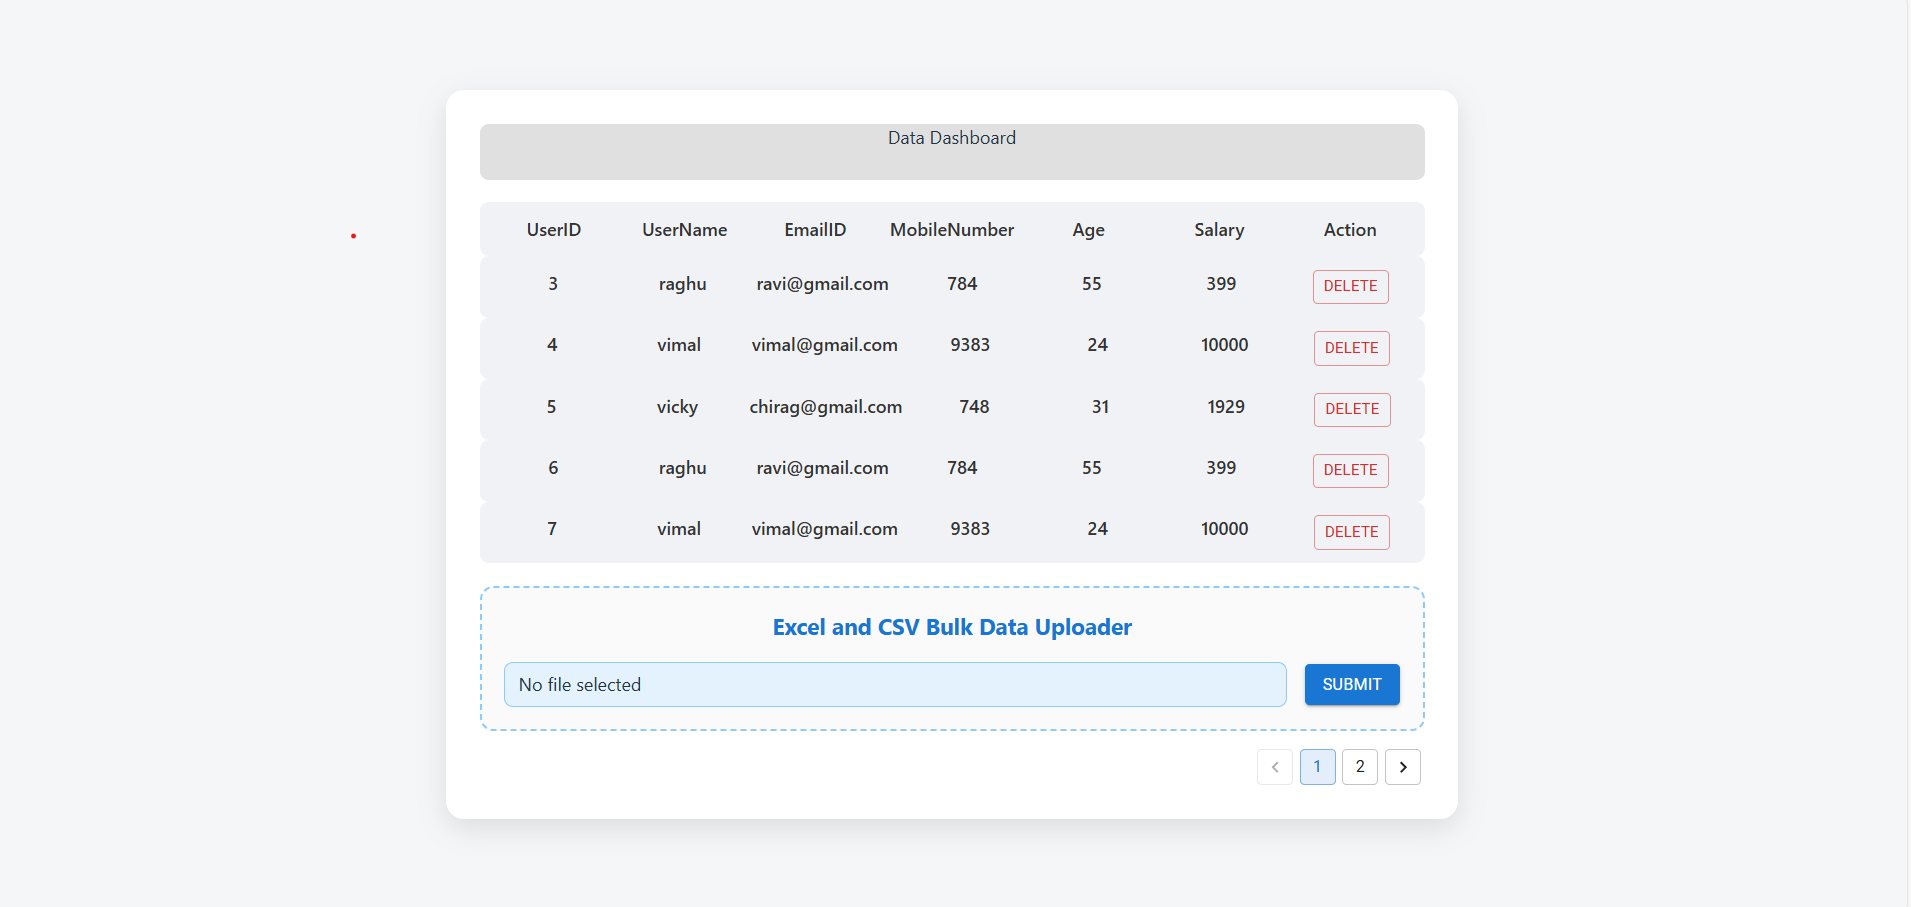 Data Dashboard
UserID UserName EmailID MobileNumber Age Salary Action
3 raghu ravi@gmail.com 784 55 399 DELETE
4 vimal vimal@gmail.com 9383 24 10000 DELETE
5 vicky chirag@gmail.com 748 31 1929 DELETE
6 raghu ravi@gmail.com 784 55 399 DELETE
7 vimal vimal@gmail.com 9383 24 10000 DELETE
Excel and CSV Bulk Data Uploader
No file selected SUBMIT
1 2